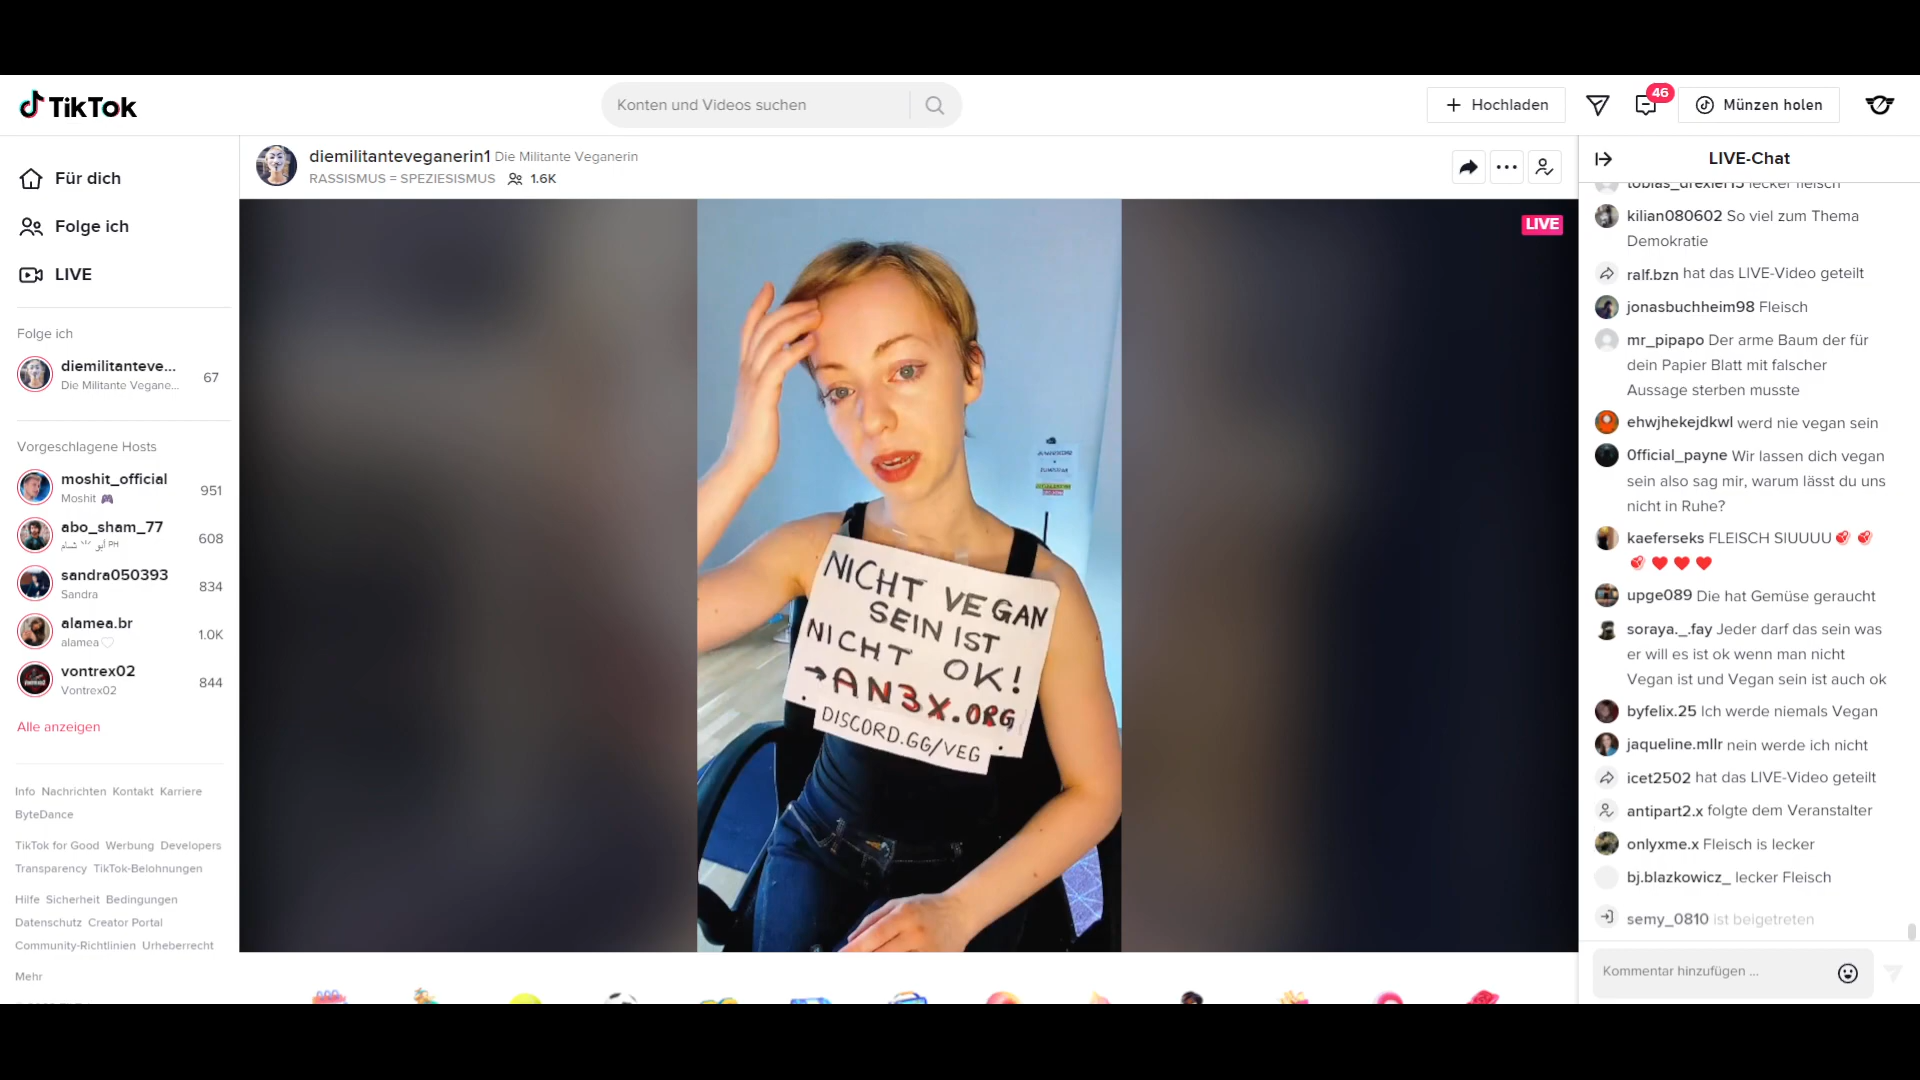 TikTok
Konten und Videos suchen
Hochladen
46
Münzen holen
Für dich
Folge ich
LIVE
Folge ich
diemilitanteve...
Die Militante Vegane...
67
Vorgeschlagene Hosts
moshit_official
Moshit 🎮
951
abo_sham_77
608
sandra050393
Sandra
834
alamea.br
alamea♡
1.0K
vontrex02
Vontrex02
844
Alle anzeigen
Info Nachrichten Kontakt Karriere
ByteDance
TikTok for Good Werbung Developers
Transparency TikTok-Belohnungen
Hilfe Sicherheit Bedingungen
Datenschutz Creator Portal
Community-Richtlinien Urheberrecht
Mehr
diemilitanteveganerin1 Die Militante Veganerin
RASSISMUS = SPEZIESISMUS 1.6K
LIVE
NICHT VEGAN
SEIN IST
NICHT OK!
→AN3X.ORG
DISCORD.GG/VEG
LIVE-Chat
tobias_drexler15 lecker fleisch
kilian080602 So viel zum Thema
Demokratie
ralf.bzn hat das LIVE-Video geteilt
jonasbuchheim98 Fleisch
mr_pipapo Der arme Baum der für
dein Papier Blatt mit falscher
Aussage sterben musste
ehwjhekejdkwl werd nie vegan sein
0fficial_payne Wir lassen dich vegan
sein also sag mir, warum lässt du uns
nicht in Ruhe?
kaeferseks FLEISCH SIUUUU🥩 🥩
🥩 ♥ ♥ ♥
upge089 Die hat Gemüse geraucht
soraya._.fay Jeder darf das sein was
er will es ist ok wenn man nicht
Vegan ist und Vegan sein ist auch ok
byfelix.25 Ich werde niemals Vegan
jaqueline.mllr nein werde ich nicht
icet2502 hat das LIVE-Video geteilt
antipart2.x folgte dem Veranstalter
onlyxme.x Fleisch is lecker
bj.blazkowicz_ lecker Fleisch
semy_0810 ist beigetreten
Kommentar hinzufügen ...